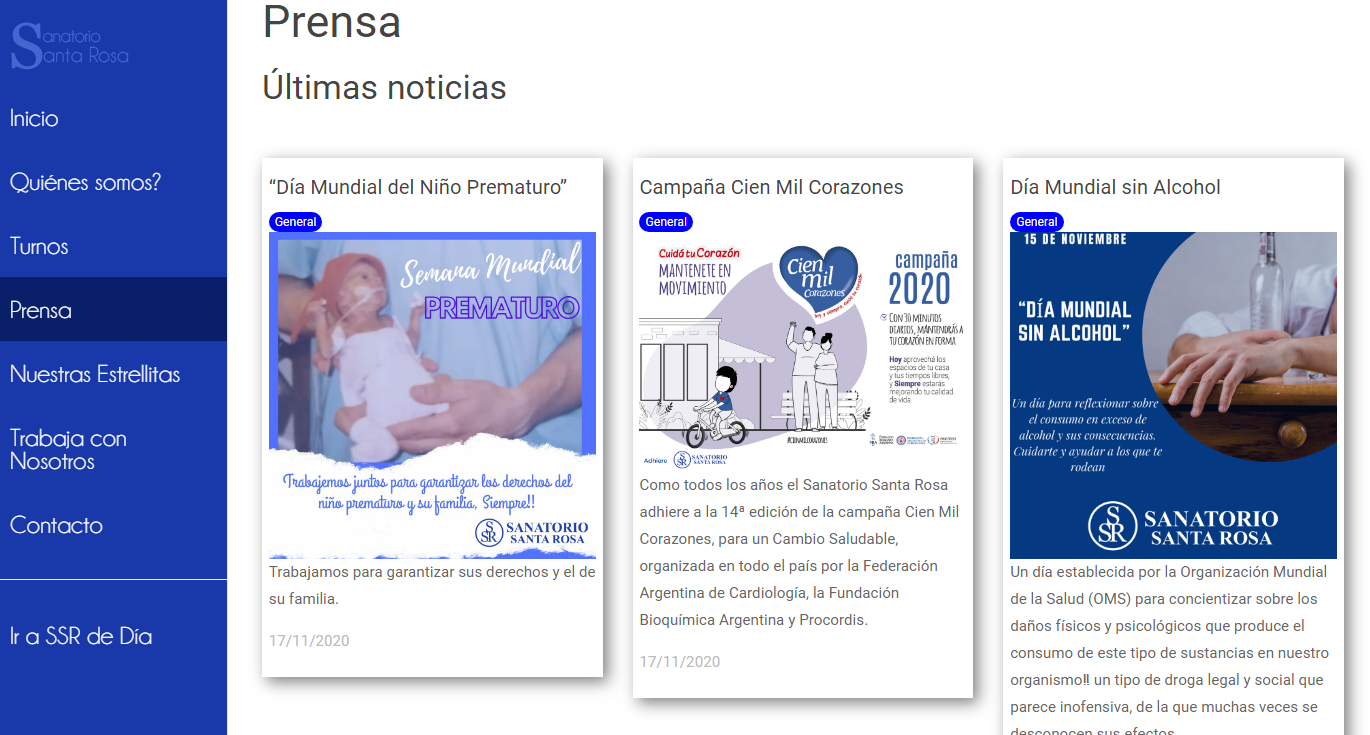 Sanatorio
Santa Rosa
Inicio
Quiénes somos?
Turnos
Prensa
Nuestras Estrellitas
Trabaja con
Nosotros
Contacto
Ir a SSR de Día
Prensa
Últimas noticias
“Día Mundial del Niño Prematuro”
General
Semana Mundial
PREMATURO
Trabajemos juntos para garantizar los derechos del
niño prematuro y su familia. Siempre!!
SSR
SANATORIO
SANTA ROSA
Trabajamos para garantizar sus derechos y el de
su familia.
17/11/2020
Campaña Cien Mil Corazones
General
Cuidá tu Corazón
MANTENETE EN
MOVIMIENTO
Cien
mil
Corazones
hoy y siempre, cuidá tu corazón
campaña
2020
CON 30 MINUTOS
DIARIOS, MANTENDRÁS A
TU CORAZÓN EN FORMA
Hoy aprovechá los
espacios de tu casa
y tus tiempos libres,
y Siempre estarás
mejorando tu calidad
de vida.
#CIENMILCORAZONES
Adhiere
SSR
SANATORIO
SANTA ROSA
Como todos los años el Sanatorio Santa Rosa
adhiere a la 14ª edición de la campaña Cien Mil
Corazones, para un Cambio Saludable,
organizada en todo el país por la Federación
Argentina de Cardiología, la Fundación
Bioquímica Argentina y Procordis.
17/11/2020
Día Mundial sin Alcohol
General
15 DE NOVIEMBRE
“DÍA MUNDIAL
SIN ALCOHOL”
Un día para reflexionar sobre
el consumo en exceso de
alcohol y sus consecuencias.
Cuidarte y ayudar a los que te
rodean
SSR
SANATORIO
SANTA ROSA
Un día establecida por la Organización Mundial
de la Salud (OMS) para concientizar sobre los
daños físicos y psicológicos que produce el
consumo de este tipo de sustancias en nuestro
organismo‼ un tipo de droga legal y social que
parece inofensiva, de la que muchas veces se
desconocen sus efectos